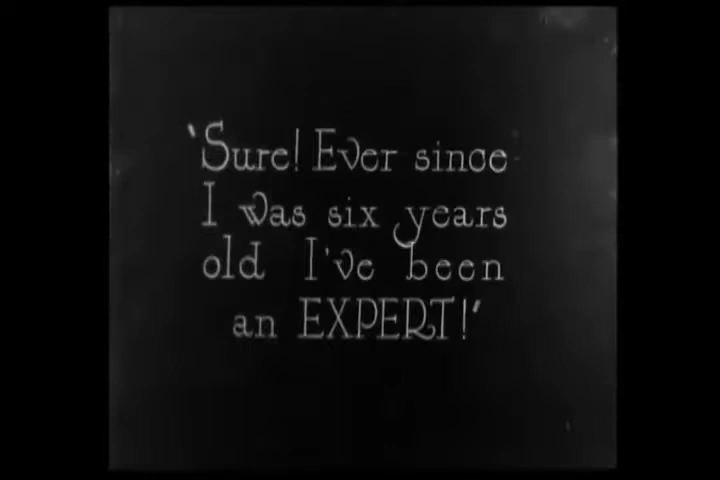 "Sure! Ever since
I was six years
old I've been
an EXPERT!"